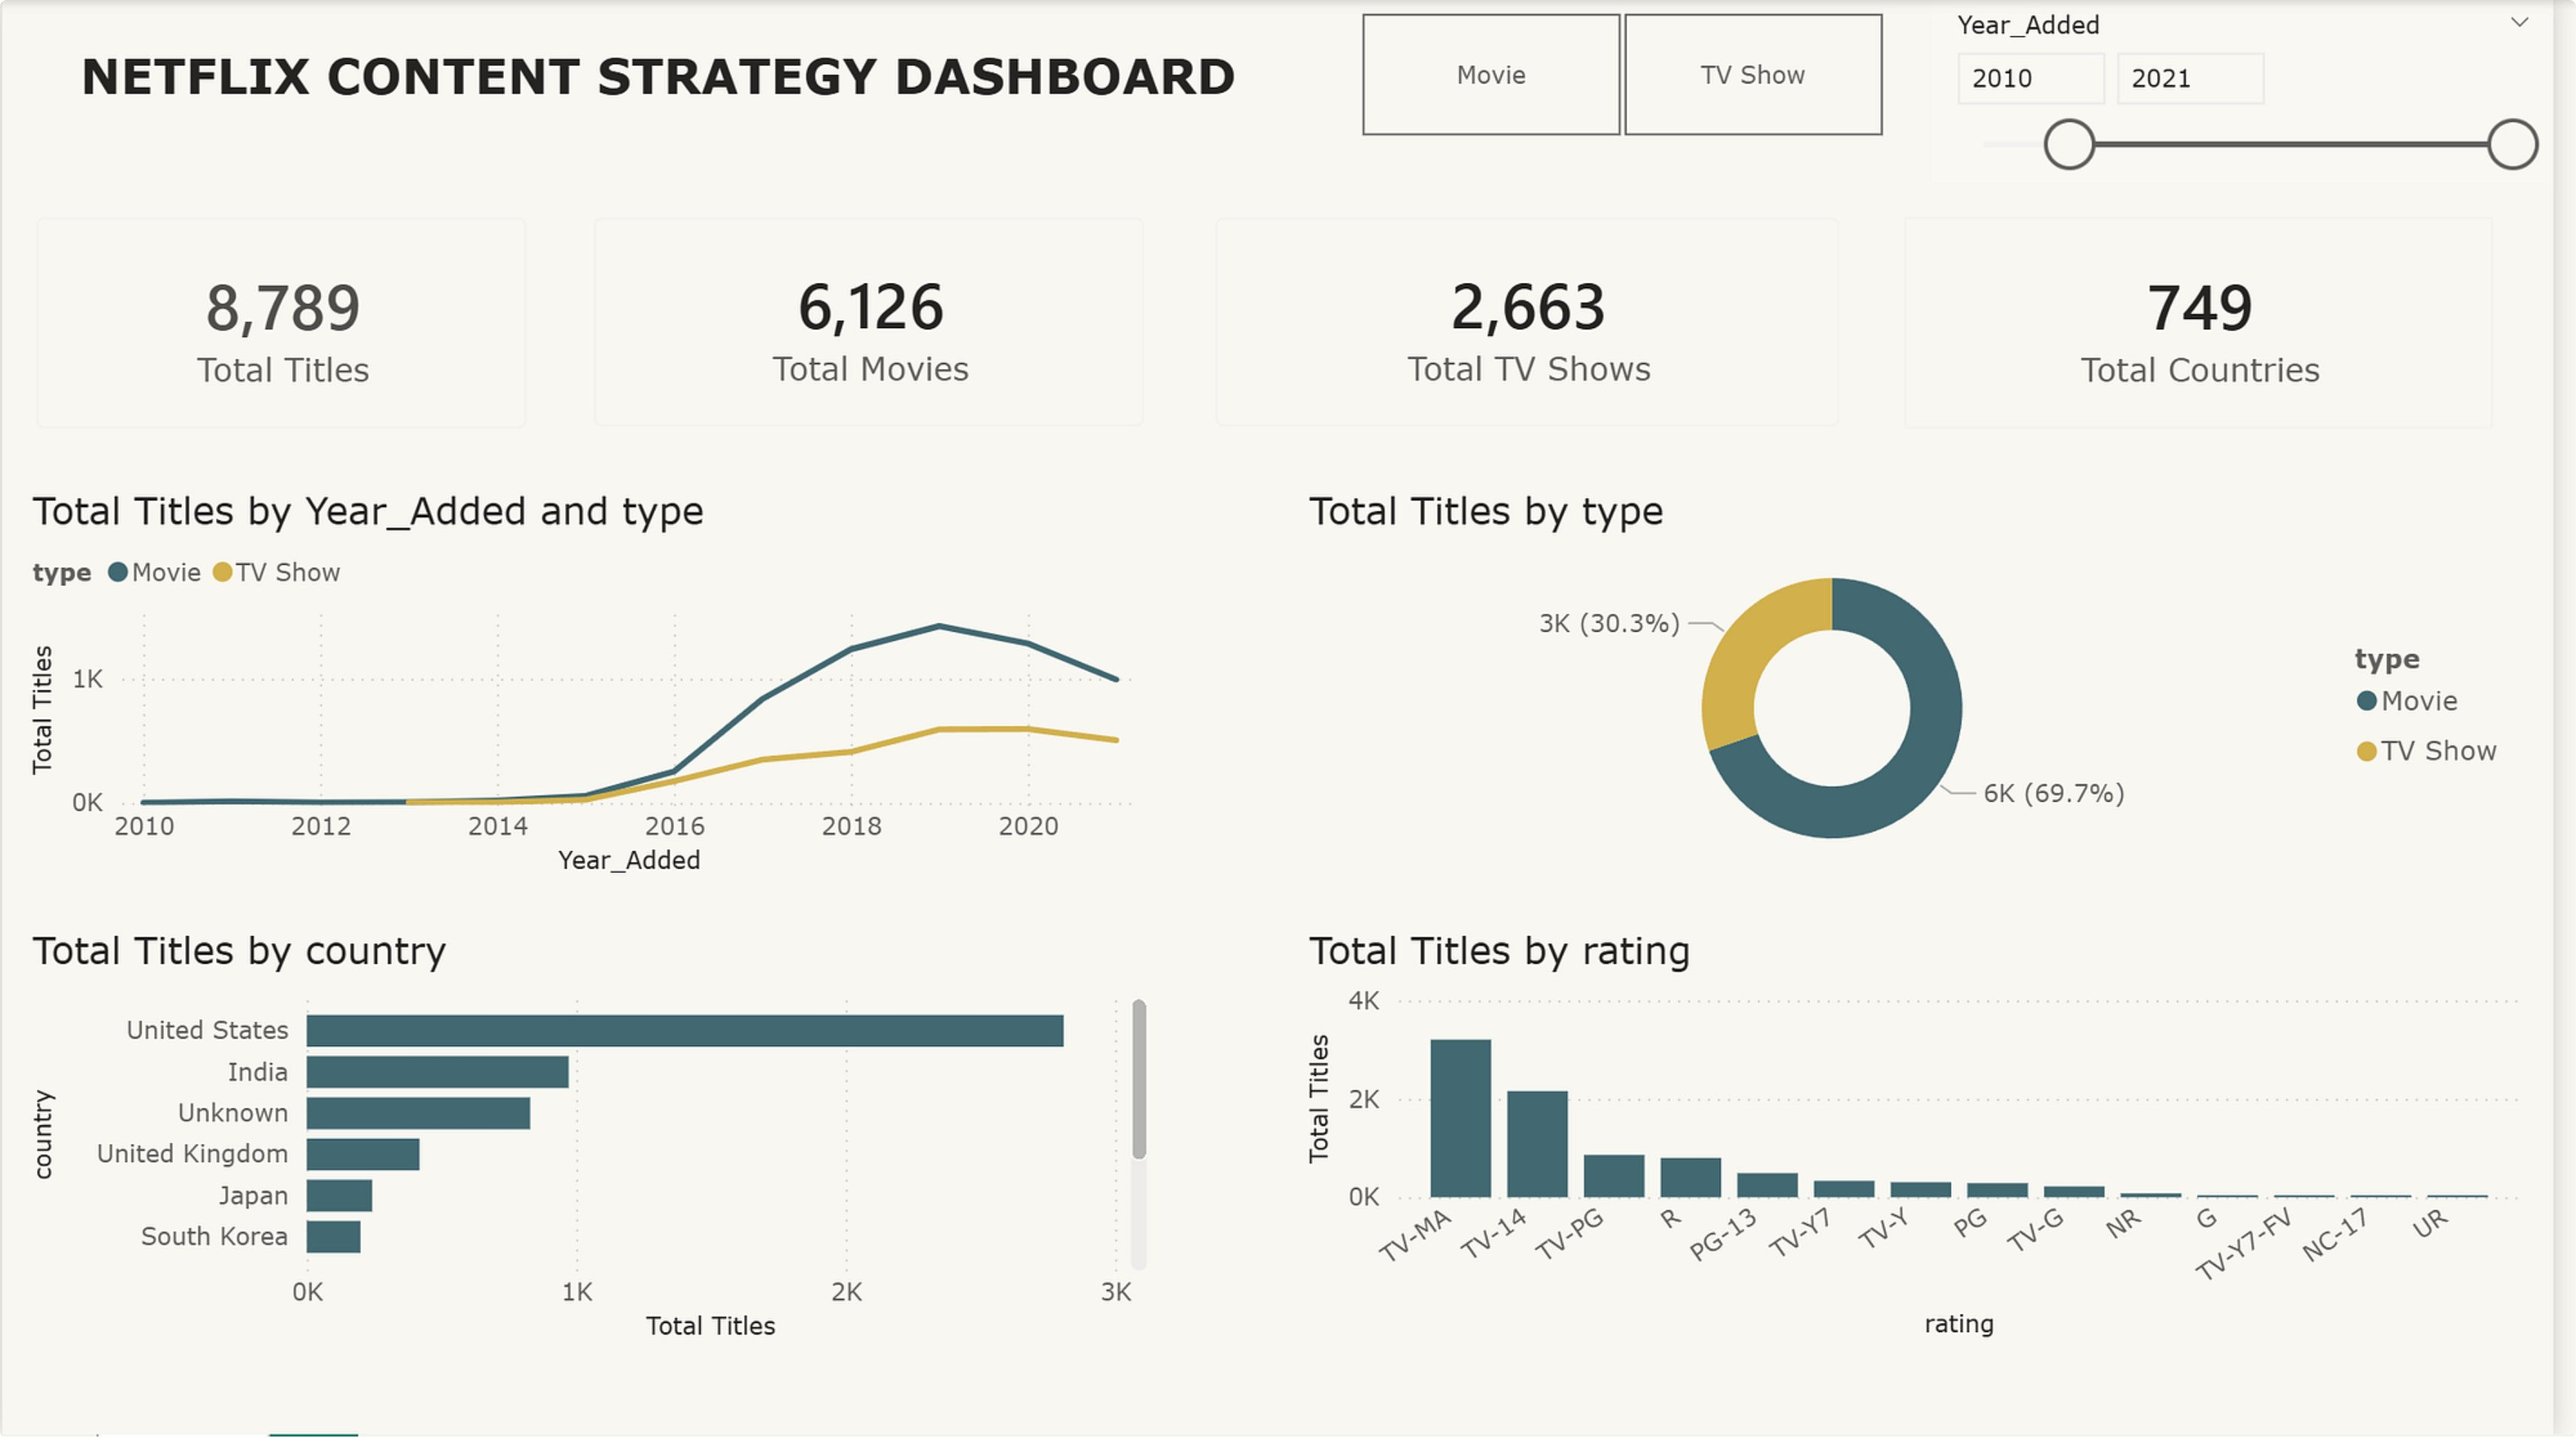 NETFLIX CONTENT STRATEGY DASHBOARD
Movie
TV Show
Year_Added
2010
2021
8,789
Total Titles
6,126
Total Movies
2,663
Total TV Shows
749
Total Countries
Total Titles by Year_Added and type
type Movie TV Show
Total Titles
1K
0K
2010 2012 2014 2016 2018 2020
Year_Added
Total Titles by type
3K (30.3%)
6K (69.7%)
type
Movie
TV Show
Total Titles by country
country
United States
India
Unknown
United Kingdom
Japan
South Korea
0K 1K 2K 3K
Total Titles
Total Titles by rating
Total Titles
4K
2K
0K
TV-MA TV-14 TV-PG R PG-13 TV-Y7 TV-Y PG TV-G NR G TV-Y7-FV NC-17 UR
rating